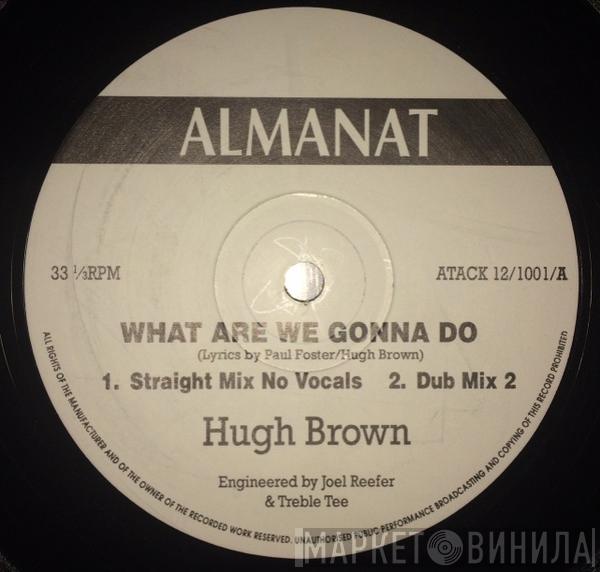 ALMANAT
33 ⅓RPM
ATACK 12/1001/A
WHAT ARE WE GONNA DO
(Lyrics by Paul Foster/Hugh Brown)
1. Straight Mix No Vocals 2. Dub Mix 2
Hugh Brown
Engineered by Joel Reefer
& Treble Tee
ALL RIGHTS OF THE MANUFACTURER AND OF THE OWNER OF THE RECORDED WORK RESERVED. UNAUTHORISED PUBLIC PERFORMANCE BROADCASTING AND COPYING OF THIS RECORD PROHIBITED
МАРКЕТ ВИНИЛА